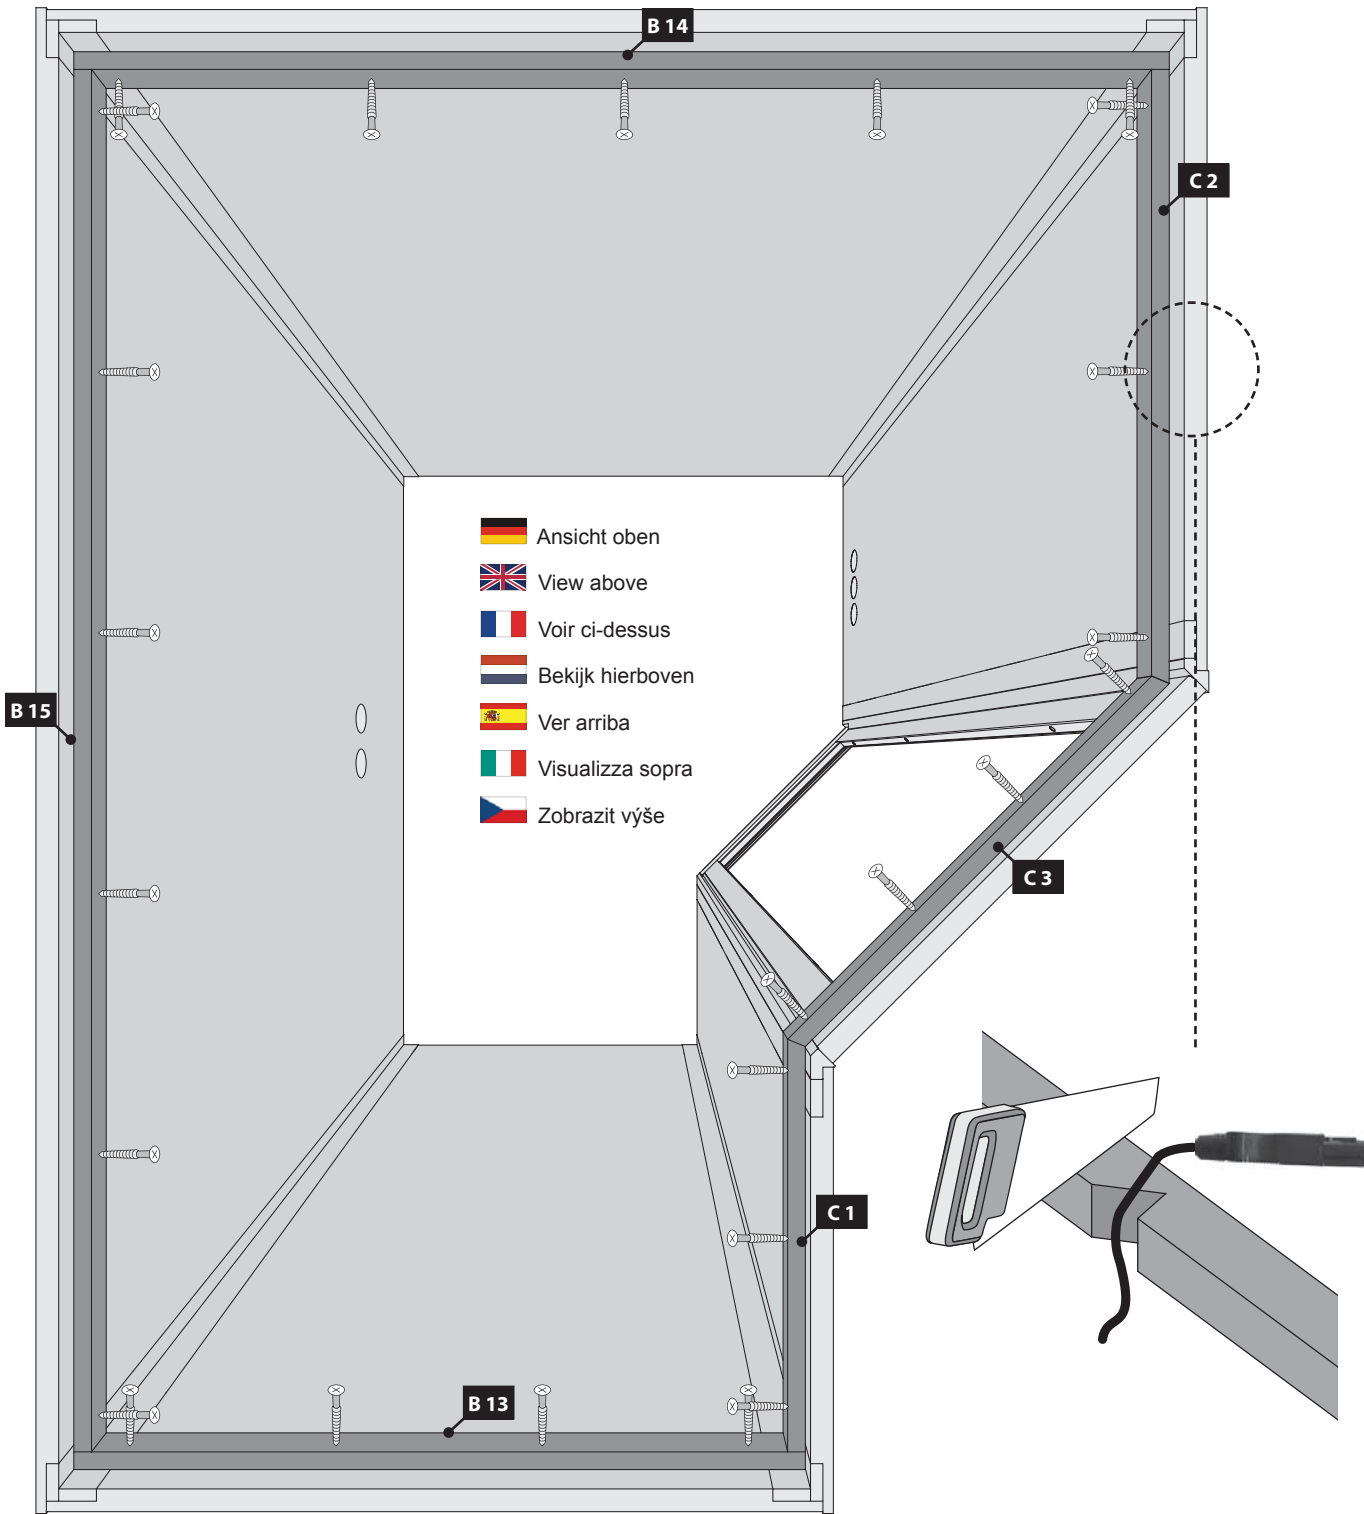 B 14
C 2
Ansicht oben
View above
Voir ci-dessus
Bekijk hierboven
B 15
Ver arriba
Visualizza sopra
Zobrazit výše
C 3
C 1
B 13